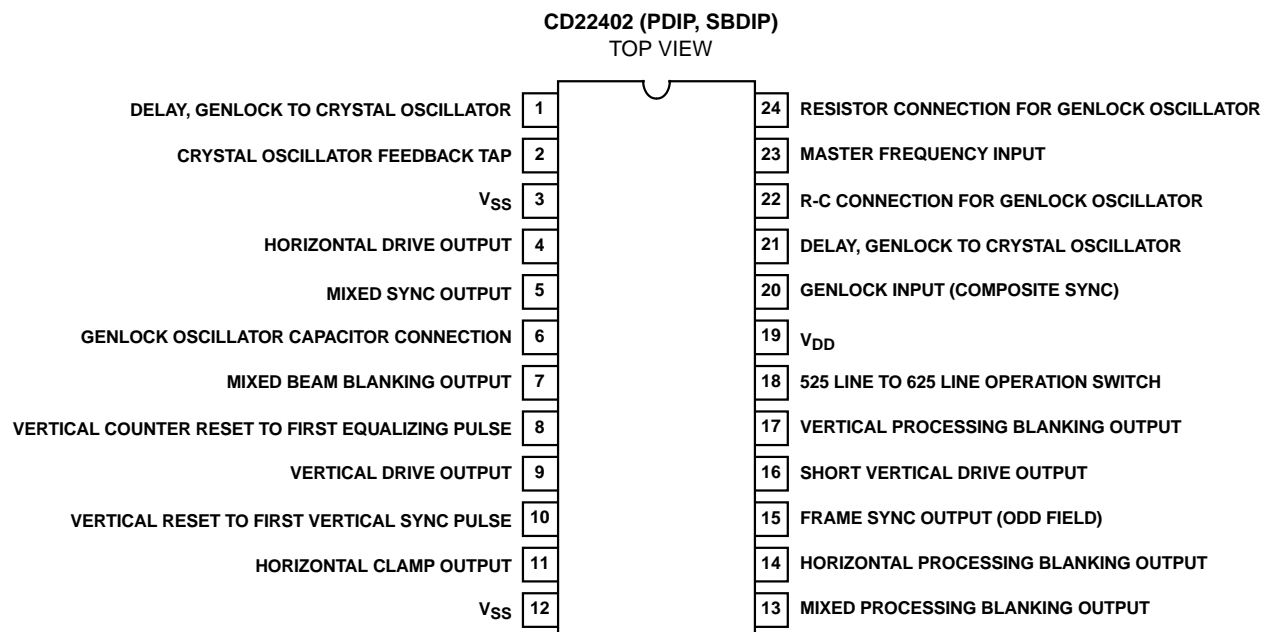 CD22402 (PDIP, SBDIP)
TOP VIEW
DELAY, GENLOCK TO CRYSTAL OSCILLATOR 1
CRYSTAL OSCILLATOR FEEDBACK TAP 2
VSS 3
HORIZONTAL DRIVE OUTPUT 4
MIXED SYNC OUTPUT 5
GENLOCK OSCILLATOR CAPACITOR CONNECTION 6
MIXED BEAM BLANKING OUTPUT 7
VERTICAL COUNTER RESET TO FIRST EQUALIZING PULSE 8
VERTICAL DRIVE OUTPUT 9
VERTICAL RESET TO FIRST VERTICAL SYNC PULSE 10
HORIZONTAL CLAMP OUTPUT 11
VSS 12
24 RESISTOR CONNECTION FOR GENLOCK OSCILLATOR
23 MASTER FREQUENCY INPUT
22 R-C CONNECTION FOR GENLOCK OSCILLATOR
21 DELAY, GENLOCK TO CRYSTAL OSCILLATOR
20 GENLOCK INPUT (COMPOSITE SYNC)
19 VDD
18 525 LINE TO 625 LINE OPERATION SWITCH
17 VERTICAL PROCESSING BLANKING OUTPUT
16 SHORT VERTICAL DRIVE OUTPUT
15 FRAME SYNC OUTPUT (ODD FIELD)
14 HORIZONTAL PROCESSING BLANKING OUTPUT
13 MIXED PROCESSING BLANKING OUTPUT